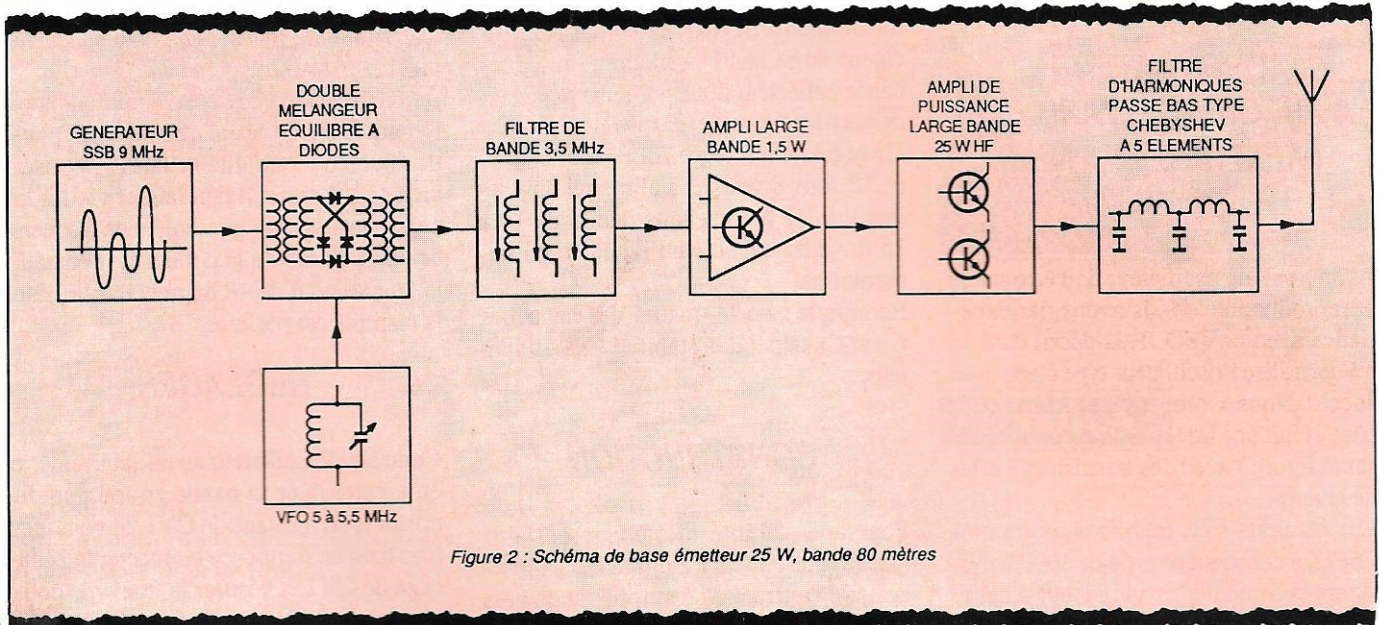 GENERATEUR
SSB 9 MHz
DOUBLE
MELANGEUR
EQUILIBRE A
DIODES
FILTRE DE
BANDE 3,5 MHz
AMPLI LARGE
BANDE 1,5 W
AMPLI DE
PUISSANCE
LARGE BANDE
25 W HF
FILTRE
D'HARMONIQUES
PASSE BAS TYPE
CHEBYSHEV
A 5 ELEMENTS
VFO 5 à 5,5 MHz
Figure 2 : Schéma de base émetteur 25 W, bande 80 mètres